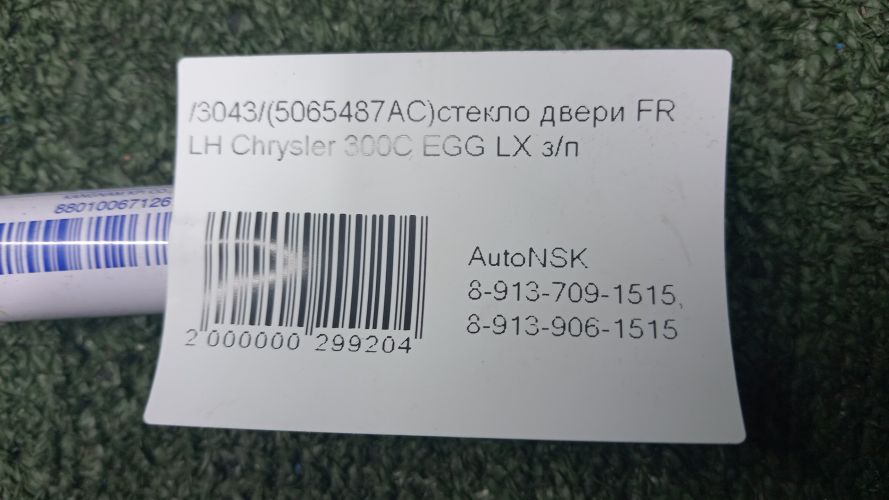 /3043/(5065487AC)стекло двери FR
LH Chrysler 300C EGG LX з/п
AutoNSK
8-913-709-1515,
8-913-906-1515
2 000000 299204
88010067126